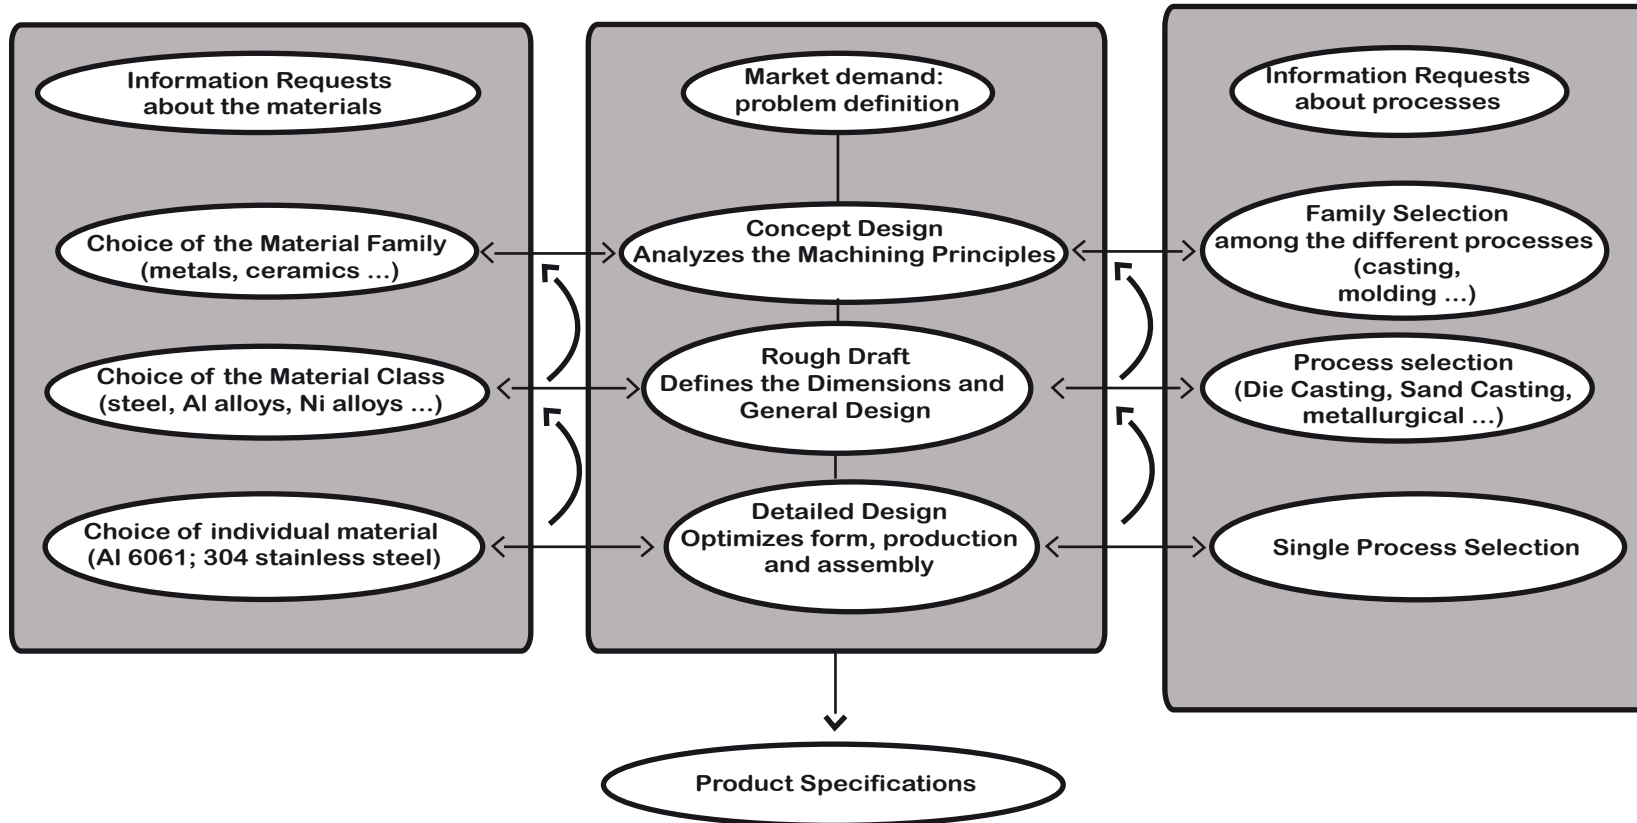 Information Requests
about the materials
Choice of the Material Family
(metals, ceramics ...)
Choice of the Material Class
(steel, Al alloys, Ni alloys ...)
Choice of individual material
(Al 6061; 304 stainless steel)
Market demand:
problem definition
Concept Design
Analyzes the Machining Principles
Rough Draft
Defines the Dimensions and
General Design
Detailed Design
Optimizes form, production
and assembly
Product Specifications
Information Requests
about processes
Family Selection
among the different processes
(casting,
molding ...)
Process selection
(Die Casting, Sand Casting,
metallurgical ...)
Single Process Selection